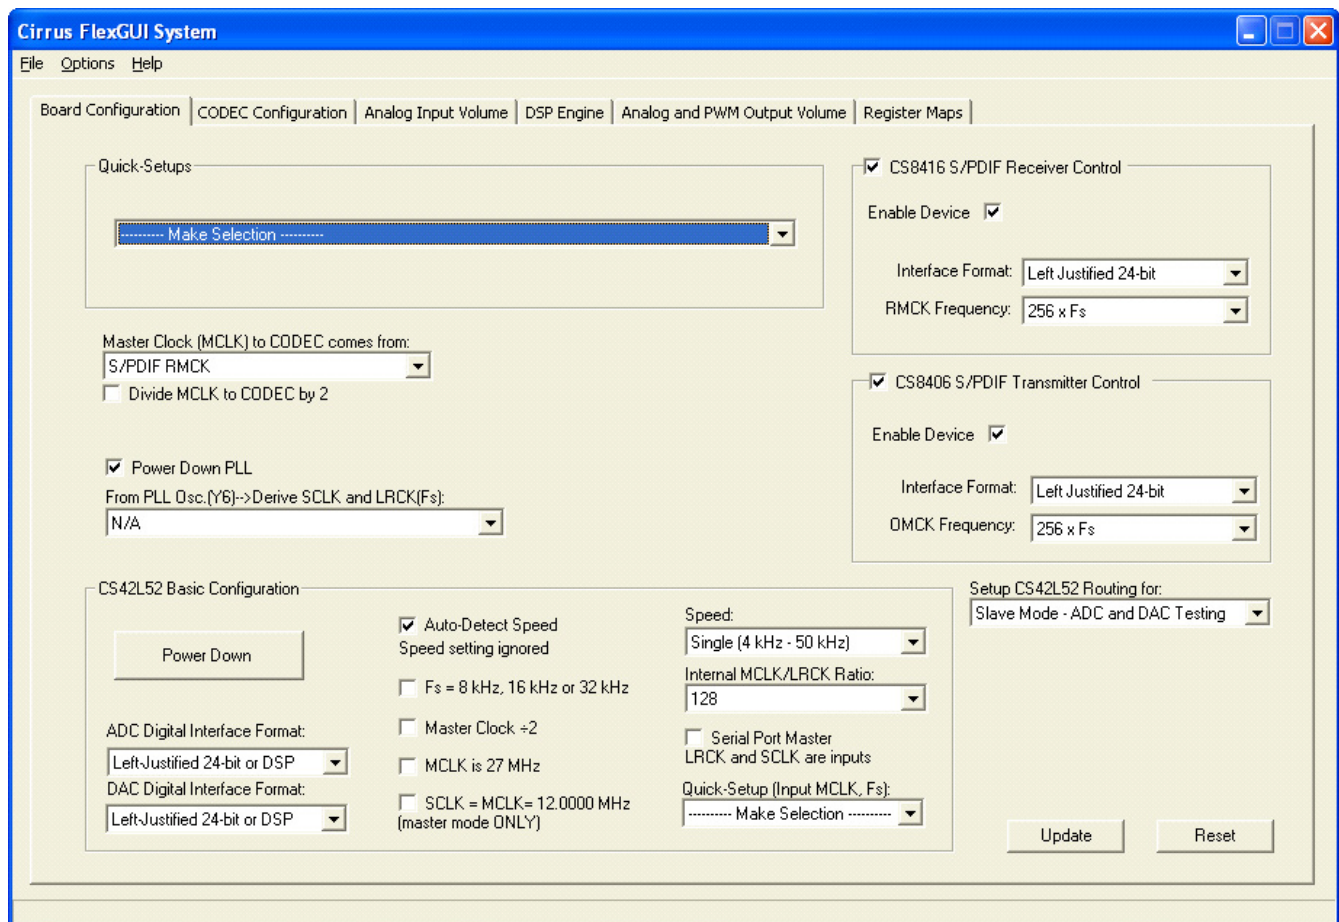 Cirrus FlexGUI System
File Options Help
Board Configuration CODEC Configuration Analog Input Volume DSP Engine Analog and PWM Output Volume Register Maps
Quick-Setups
---------- Make Selection ----------
Master Clock (MCLK) to CODEC comes from:
S/PDIF RMCK
Divide MCLK to CODEC by 2
Power Down PLL
From PLL Osc.(Y6)-->Derive SCLK and LRCK(Fs):
N/A
CS8416 S/PDIF Receiver Control
Enable Device
Interface Format: Left Justified 24-bit
RMCK Frequency: 256 x Fs
CS8406 S/PDIF Transmitter Control
Enable Device
Interface Format: Left Justified 24-bit
OMCK Frequency: 256 x Fs
CS42L52 Basic Configuration
Power Down
ADC Digital Interface Format:
Left-Justified 24-bit or DSP
DAC Digital Interface Format:
Left-Justified 24-bit or DSP
Auto-Detect Speed
Speed setting ignored
Fs = 8 kHz, 16 kHz or 32 kHz
Master Clock ÷2
MCLK is 27 MHz
SCLK = MCLK= 12.0000 MHz
(master mode ONLY)
Speed:
Single (4 kHz - 50 kHz)
Internal MCLK/LRCK Ratio:
128
Serial Port Master
LRCK and SCLK are inputs
Quick-Setup (Input MCLK, Fs):
---------- Make Selection ----------
Setup CS42L52 Routing for:
Slave Mode - ADC and DAC Testing
Update Reset